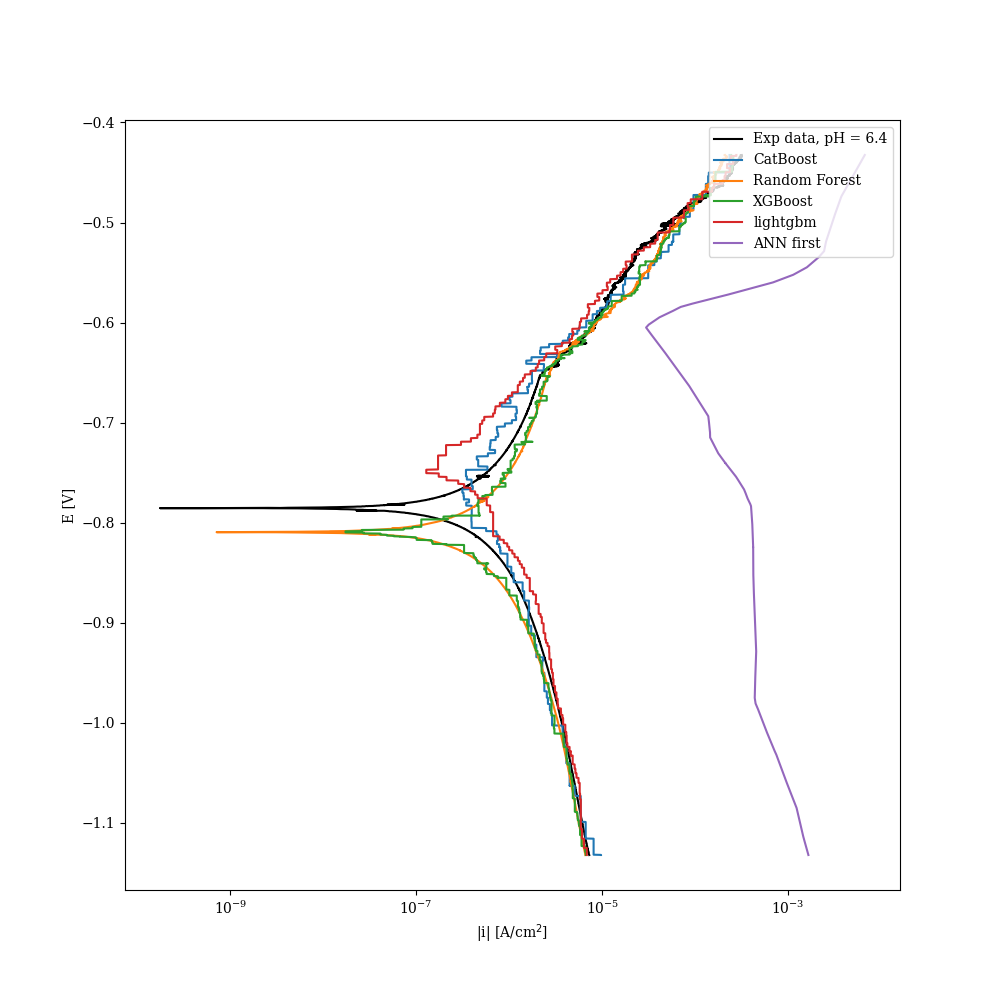 −0.4
−0.5
−0.6
−0.7
−0.8
−0.9
−1.0
−1.1
E [V]
10⁻⁹
10⁻⁷
10⁻⁵
10⁻³
|i| [A/cm²]
Exp data, pH = 6.4
CatBoost
Random Forest
XGBoost
lightgbm
ANN first